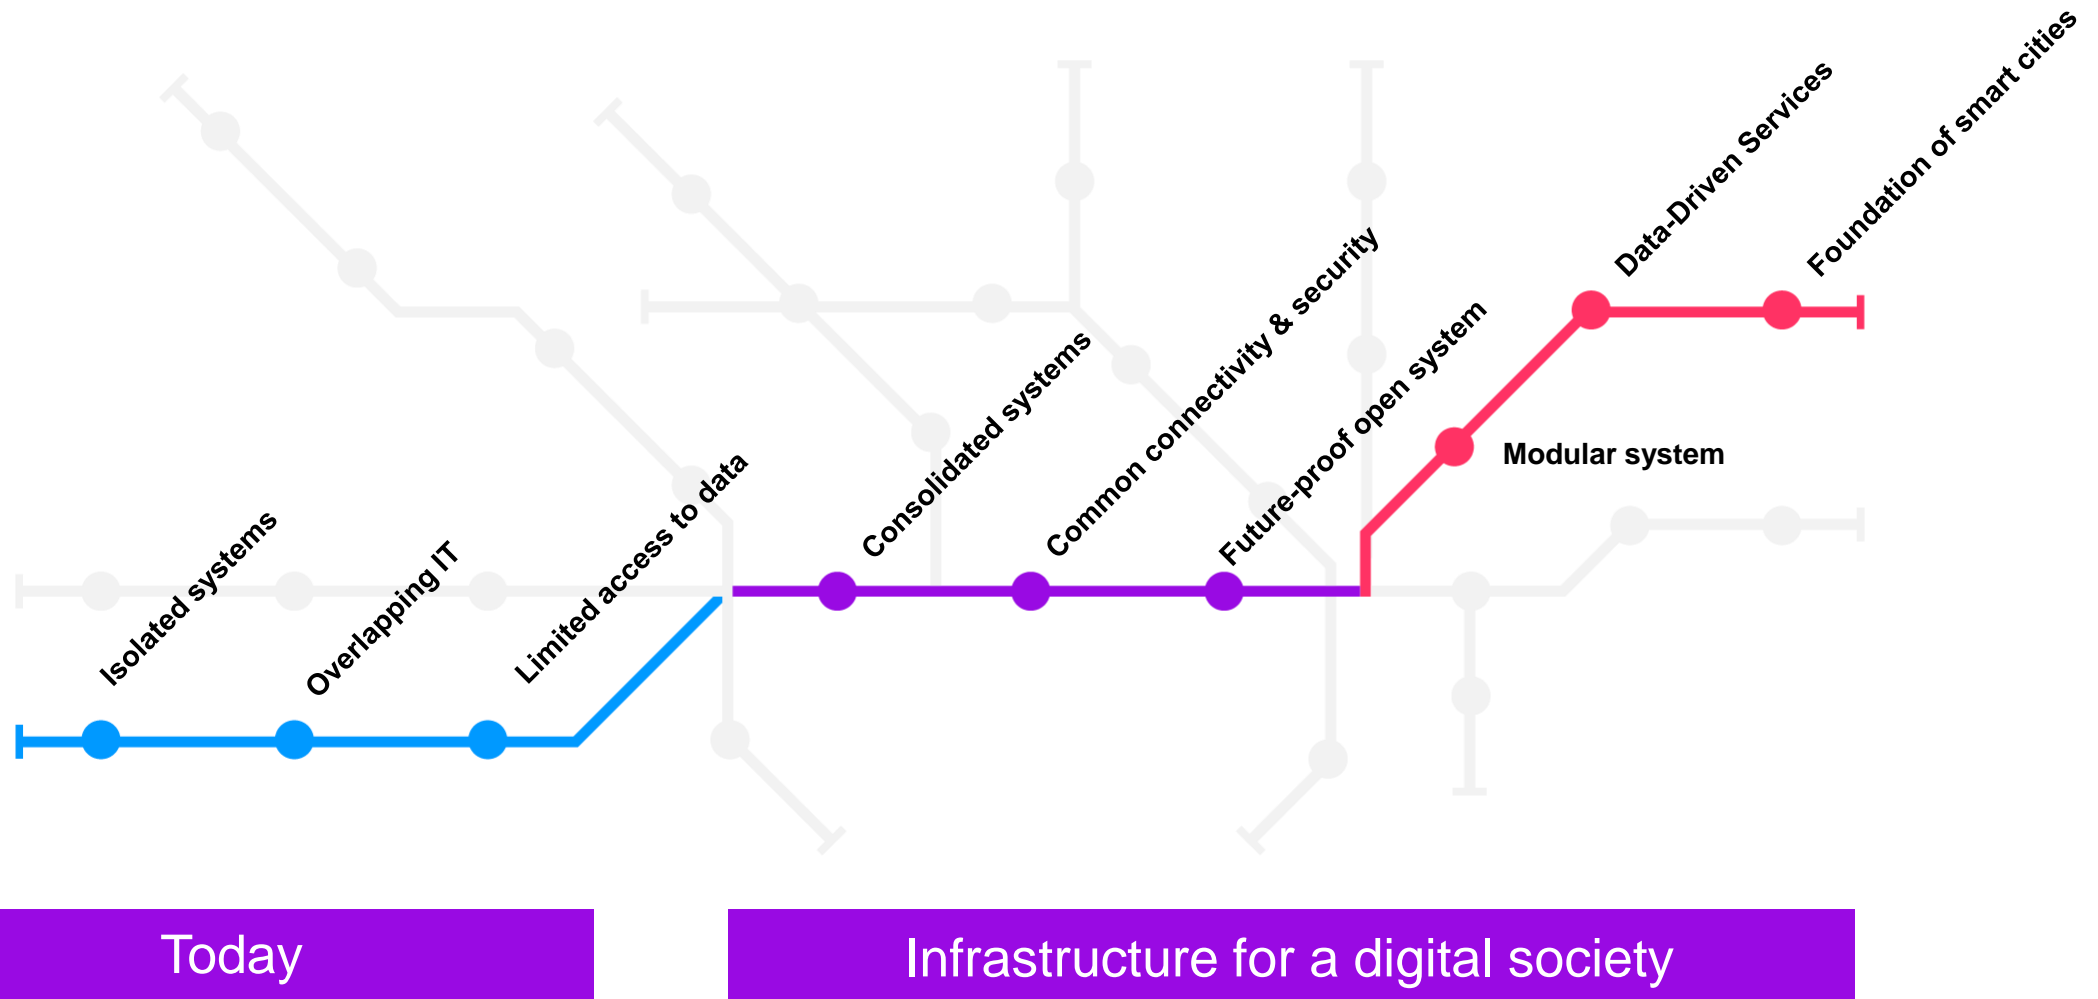 Isolated systems
Overlapping IT
Limited access to data
Consolidated systems
Common connectivity & security
Future-proof open system
Modular system
Data-Driven Services
Foundation of smart cities
Today
Infrastructure for a digital society